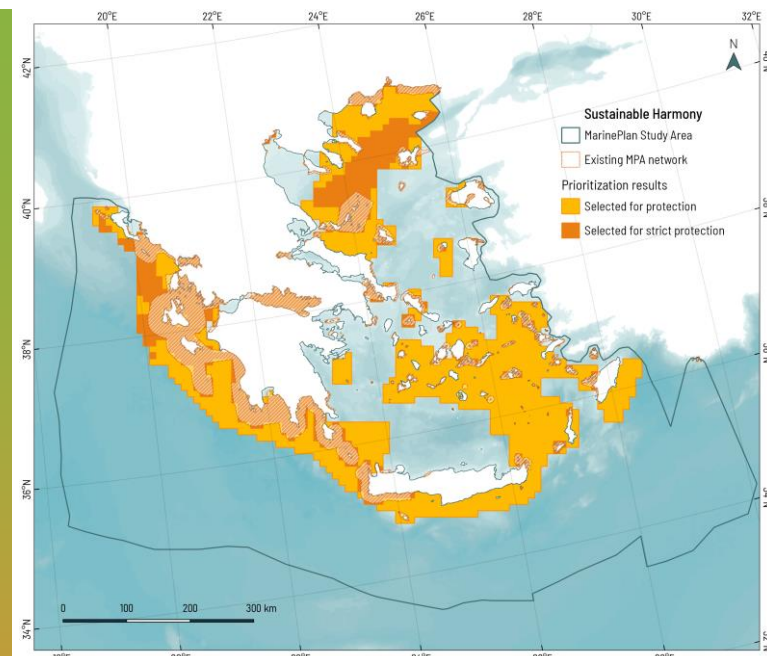 20°E 22°E 24°E 26°E 28°E 30°E 32°E
42°N
N
Sustainable Harmony
MarinePlan Study Area
Existing MPA network
Prioritization results
Selected for protection
Selected for strict protection
40°N
38°N
36°N
34°N
0 100 200 300 km